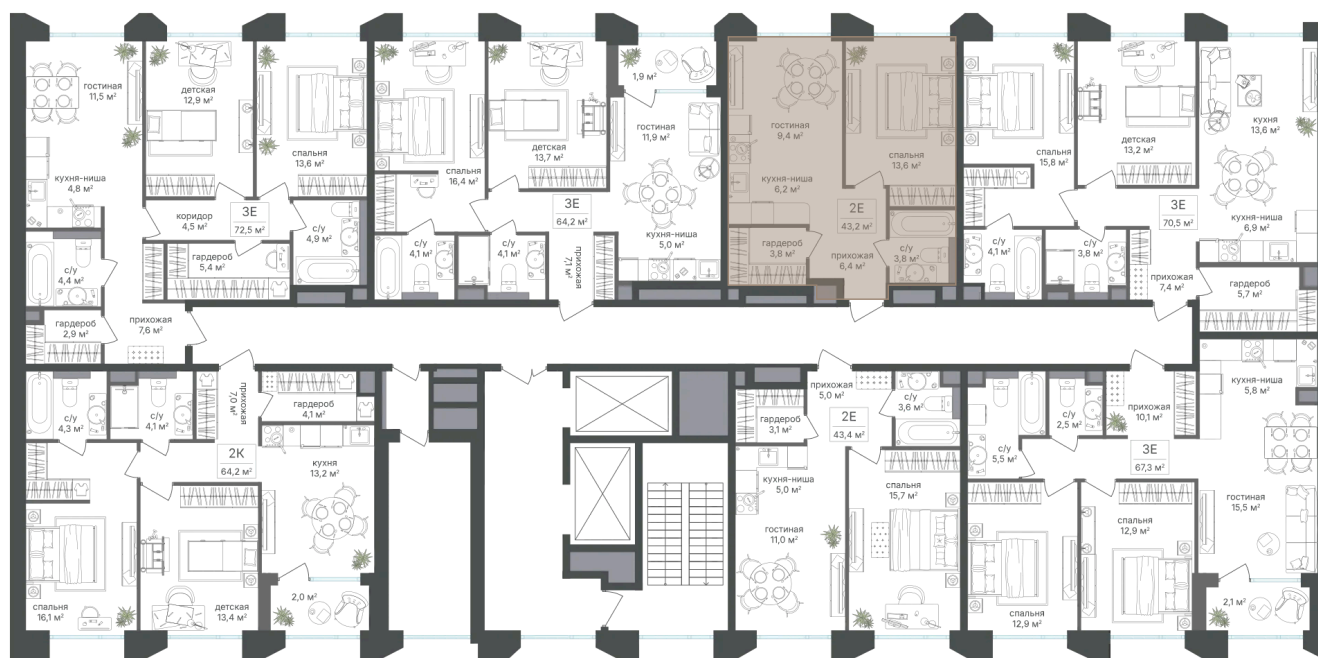 гостиная
11,5 м²
кухня-ниша
4,8 м²
детская
12,9 м²
спальня
13,6 м²
коридор
4,5 м²
3Е
72,5 м²
с/у
4,9 м²
гардероб
5,4 м²
с/у
4,4 м²
гардероб
2,9 м²
прихожая
7,6 м²
спальня
16,4 м²
детская
13,7 м²
1,9 м²
гостиная
11,9 м²
3Е
64,2 м²
с/у
4,1 м²
с/у
4,1 м²
прихожая
7,1 м²
кухня-ниша
5,0 м²
гостиная
9,4 м²
кухня-ниша
6,2 м²
спальня
13,6 м²
2Е
43,2 м²
гардероб
3,8 м²
прихожая
6,4 м²
с/у
3,8 м²
спальня
15,8 м²
детская
13,2 м²
кухня
13,6 м²
3Е
70,5 м²
кухня-ниша
6,9 м²
с/у
4,1 м²
с/у
3,8 м²
прихожая
7,4 м²
гардероб
5,7 м²
с/у
4,3 м²
с/у
4,1 м²
прихожая
7,0 м²
гардероб
4,1 м²
2К
64,2 м²
кухня
13,2 м²
спальня
16,1 м²
детская
13,4 м²
2,0 м²
прихожая
5,0 м²
гардероб
3,1 м²
2Е
43,4 м²
с/у
3,6 м²
кухня-ниша
5,0 м²
гостиная
11,0 м²
спальня
15,7 м²
с/у
5,5 м²
с/у
2,5 м²
прихожая
10,1 м²
3Е
67,3 м²
кухня-ниша
5,8 м²
спальня
12,9 м²
спальня
12,9 м²
гостиная
15,5 м²
2,1 м²